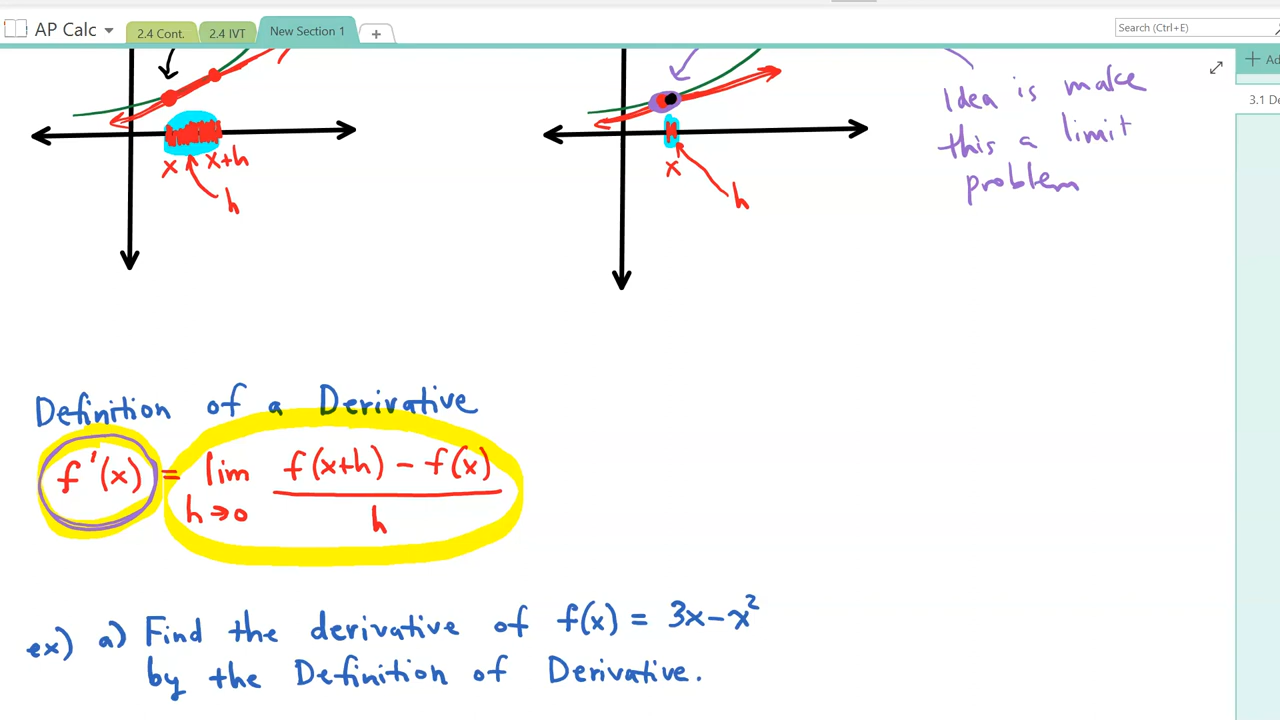 AP Calc
2.4 Cont.
2.4 IVT
New Section 1
Search (Ctrl+E)
Ad
3.1 De
x x+h
h
x
h
Idea is make
this a limit
problem
Definition of a Derivative
f'(x) = lim f(x+h) - f(x)
h→0 h
ex) a) Find the derivative of f(x) = 3x-x²
by the Definition of Derivative.